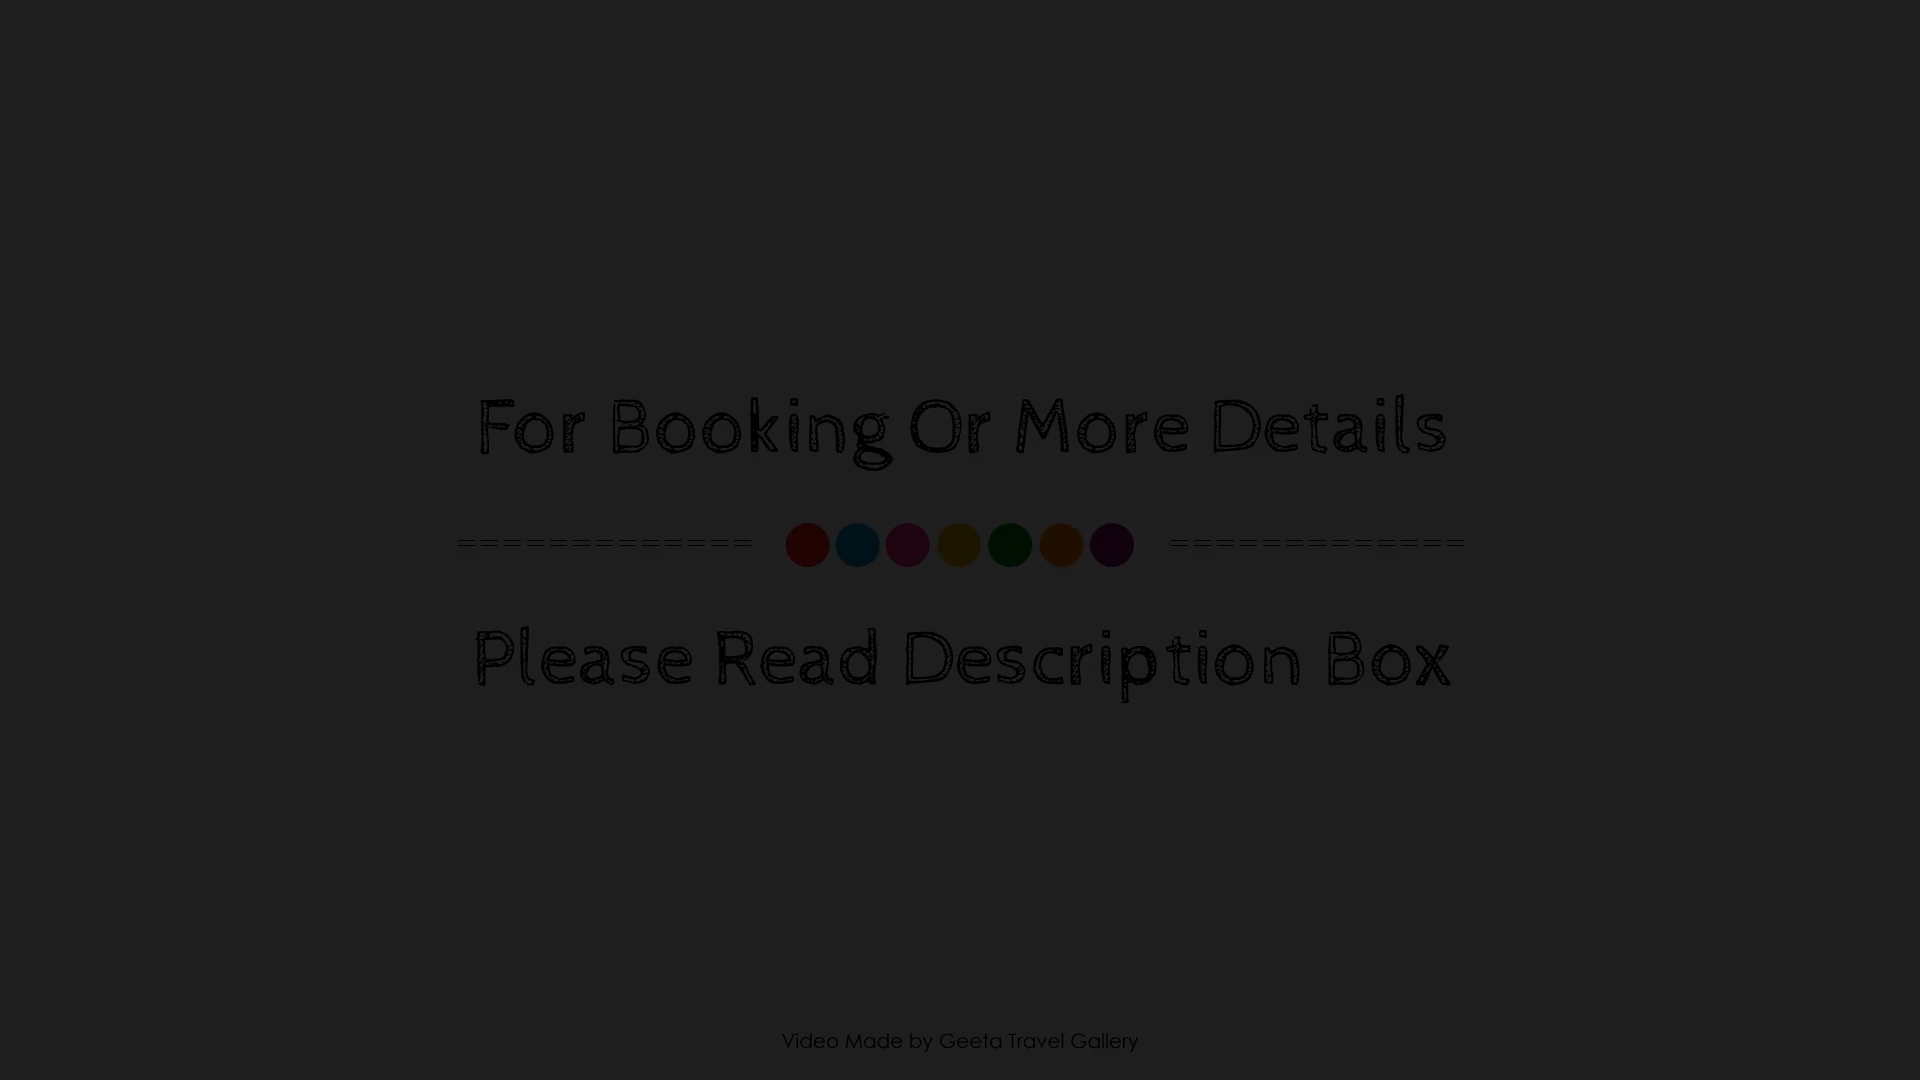 For Booking Or More Details
============= =============
Please Read Description Box
Video Made by Geeta Travel Gallery